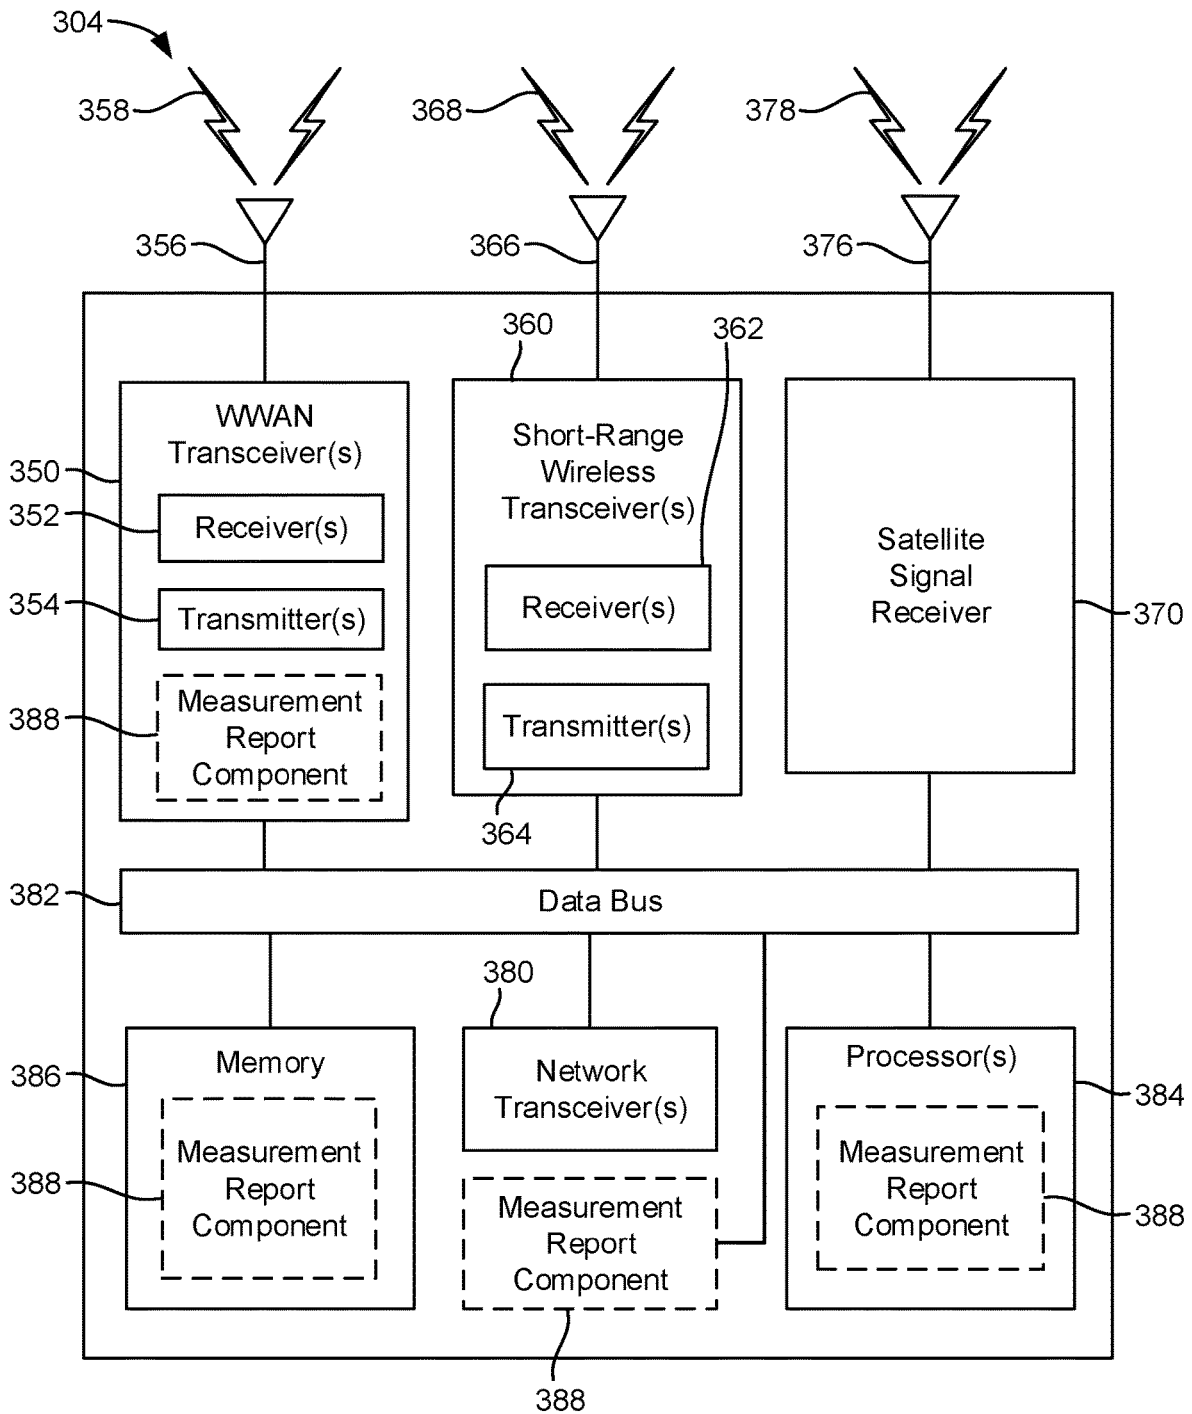 304
358
368
378
356
366
376
360
362
WWAN
Transceiver(s)
Short-Range
Wireless
Transceiver(s)
350
352
Receiver(s)
Satellite
Signal
Receiver
354
Transmitter(s)
Receiver(s)
370
388
Measurement
Report
Component
Transmitter(s)
364
382
Data Bus
380
386
Memory
Network
Transceiver(s)
Processor(s)
384
388
Measurement
Report
Component
Measurement
Report
Component
Measurement
Report
Component
388
388